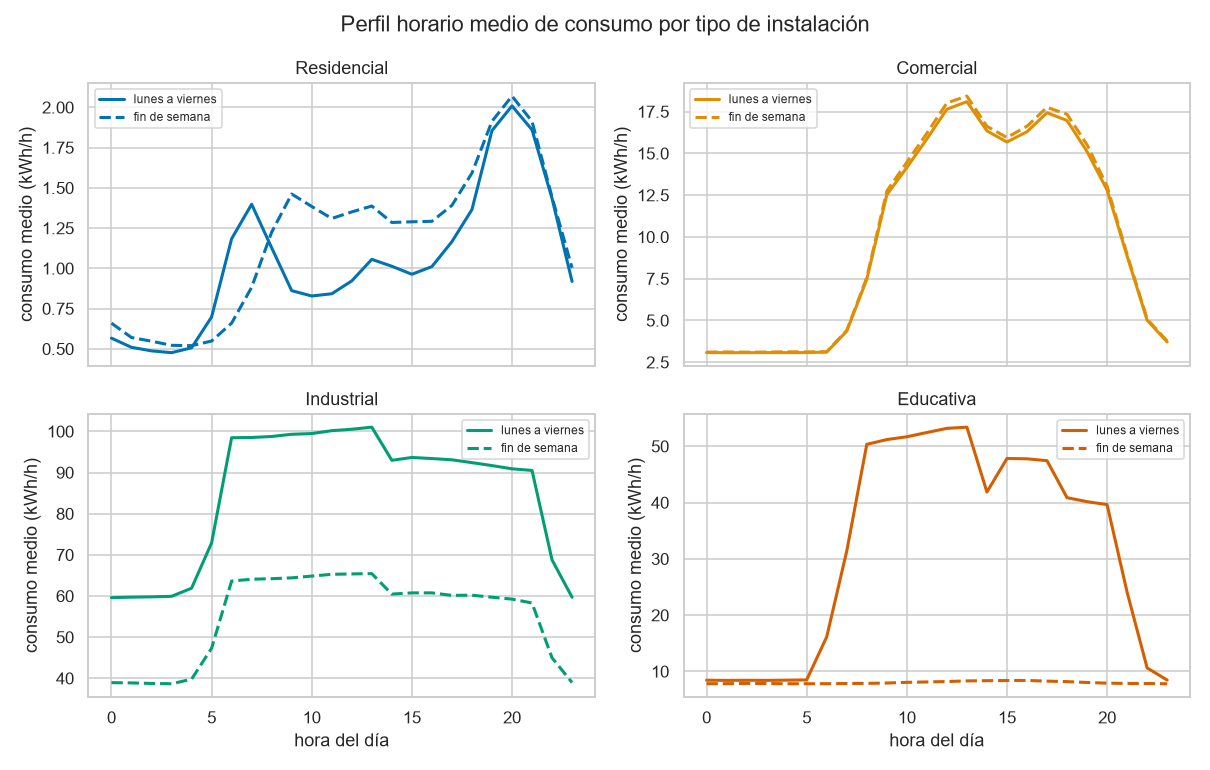 Perfil horario medio de consumo por tipo de instalación
Residencial
lunes a viernes
fin de semana
consumo medio (kWh/h)
2.00
1.75
1.50
1.25
1.00
0.75
0.50
Comercial
lunes a viernes
fin de semana
consumo medio (kWh/h)
17.5
15.0
12.5
10.0
7.5
5.0
2.5
Industrial
lunes a viernes
fin de semana
consumo medio (kWh/h)
100
90
80
70
60
50
40
0 5 10 15 20
hora del día
Educativa
lunes a viernes
fin de semana
consumo medio (kWh/h)
50
40
30
20
10
0 5 10 15 20
hora del día